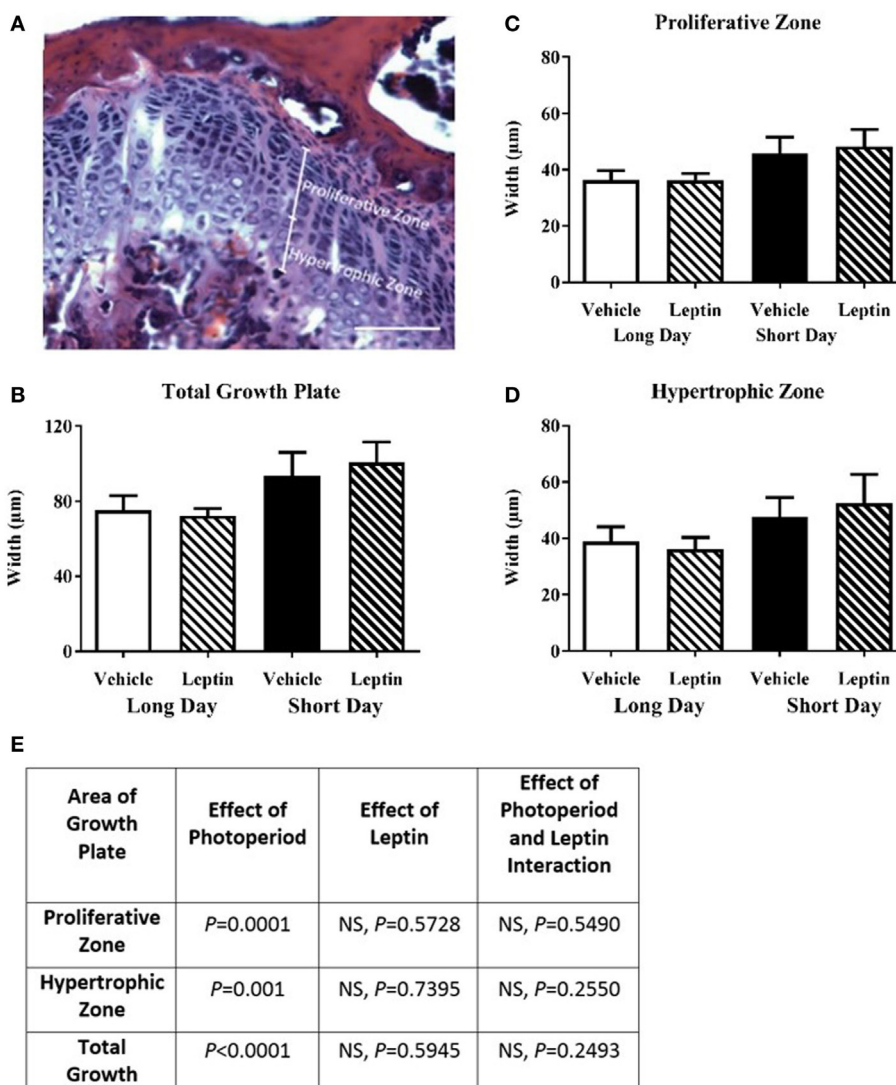 A
Proliferative Zone
Hypertrophic Zone
B
Total Growth Plate
Width (µm)
120
80
40
0
Vehicle Leptin Vehicle Leptin
Long Day Short Day
C
Proliferative Zone
Width (µm)
80
60
40
20
0
Vehicle Leptin Vehicle Leptin
Long Day Short Day
D
Hypertrophic Zone
Width (µm)
80
60
40
20
0
Vehicle Leptin Vehicle Leptin
Long Day Short Day
E
Area of
Growth
Plate
Effect of
Photoperiod
Effect of
Leptin
Effect of
Photoperiod
and Leptin
Interaction
Proliferative
Zone
P=0.0001
NS, P=0.5728
NS, P=0.5490
Hypertrophic
Zone
P=0.001
NS, P=0.7395
NS, P=0.2550
Total
Growth
P<0.0001
NS, P=0.5945
NS, P=0.2493